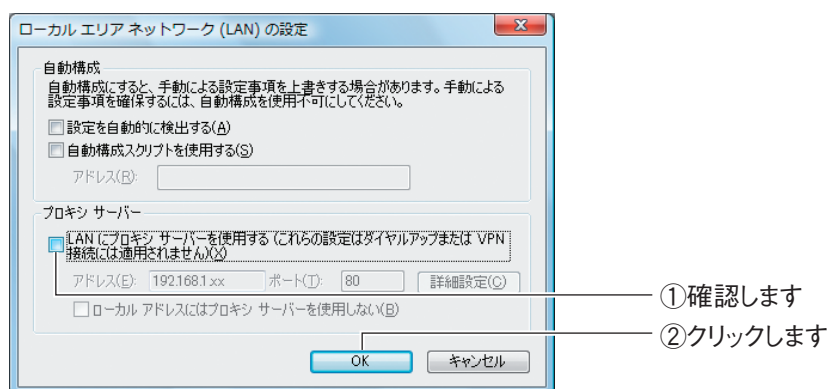 ローカル エリア ネットワーク (LAN) の設定
自動構成
自動構成にすると、手動による設定事項を上書きする場合があります。手動による
設定事項を確保するには、自動構成を使用不可にしてください。
設定を自動的に検出する(A)
自動構成スクリプトを使用する(S)
アドレス(R):
プロキシ サーバー
LAN にプロキシ サーバーを使用する (これらの設定はダイヤルアップまたは VPN
接続には適用されません)(X)
アドレス(E): 192.168.1.xx ポート(T): 80 詳細設定(C)
ローカル アドレスにはプロキシ サーバーを使用しない(B)
①確認します
②クリックします
OK キャンセル